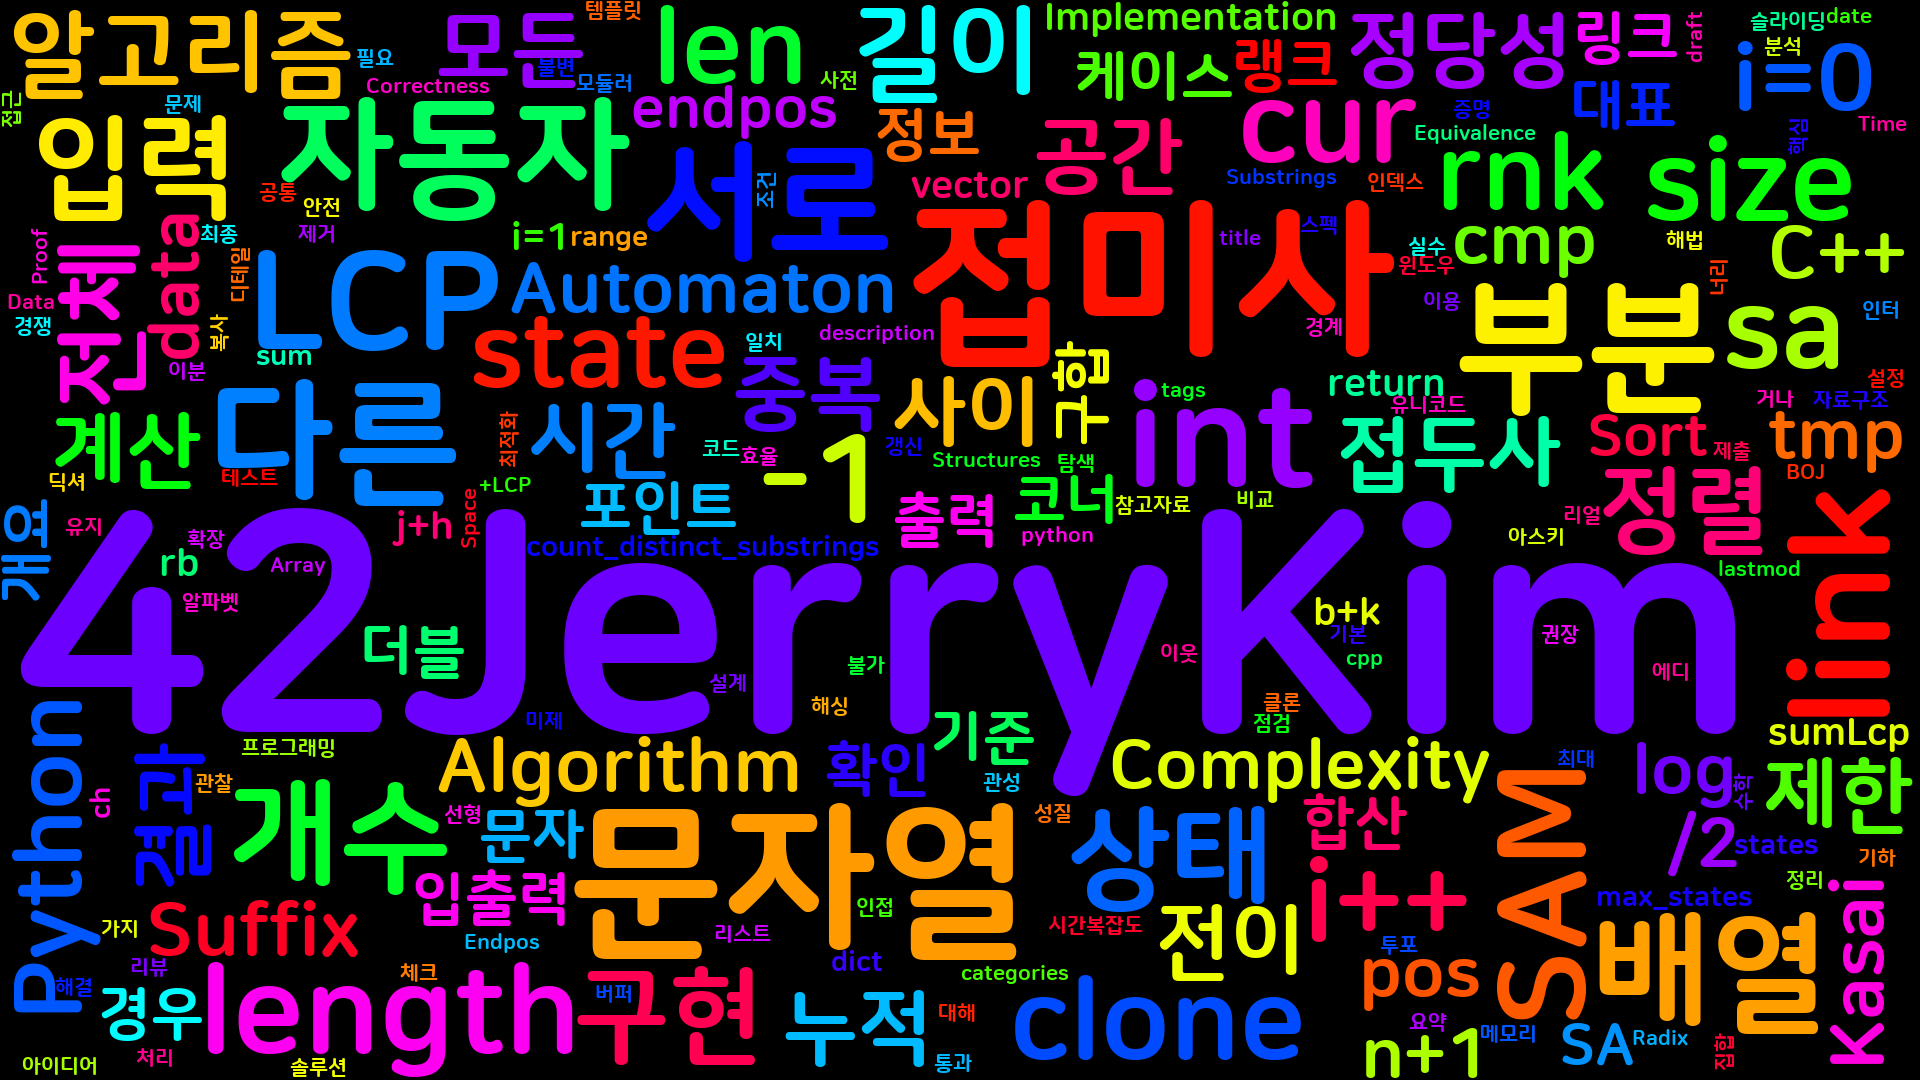 템플릿
알고리즘
모든
len
길이
Implementation
정당성
링크
draft
슬라이딩
date
필요
불변
모듈러
Correctness
사전
케이스
랭크
분석
i=0
접근
문제
endpos
정보
대표
증명
Time
입력
자동자
서로
공간
cur
Equivalence
rnk
size
핵심
공통
안전
조건
vector
Substrings
인덱스
접미사
Proof
전체
data
최종
제거
i=1
range
title
스펙
실수
cmp
해법
C++
Data
디테일
LCP
Automaton
윈도우
너리
경쟁
복사
sum
state
일치
description
경계
이용
부분
sa
인터
이분
중복
사이
구합
int
tags
return
유니코드
거나
자료구조
설정
계산
다른
최적화
시간
코드
효율
-1
갱신
Structures
탐색
접두사
Sort
제출
tmp
딕셔
테스트
+LCP
포인트
출력
코너
참고자료
비교
정렬
BOJ
개요
유지
확장
j+h
Space
count_distinct_substrings
python
리얼
아스키
link
rb
Array
42JerryKim
lastmod
알파벳
더블
불가
이웃
b+k
기본
cpp
권장
에디
설계
Python
미제
해싱
기준
클론
점검
sumLcp
프로그래밍
결과
관찰
Algorithm
확인
관성
Complexity
최대
log
수학
제한
ch
개수
선형
문자
문자열
성질
상태
합산
SAM
/2
states
기하
입출력
인접
i++
max_states
정리
Kasai
가지
Suffix
Endpos
리스트
시간복잡도
전이
투포
배열
리뷰
해결
length
체크
구현
버퍼
dict
categories
pos
경우
누적
대해
clone
요약
메모리
SA
Radix
집합
아이디어
처리
솔루션
통과
n+1